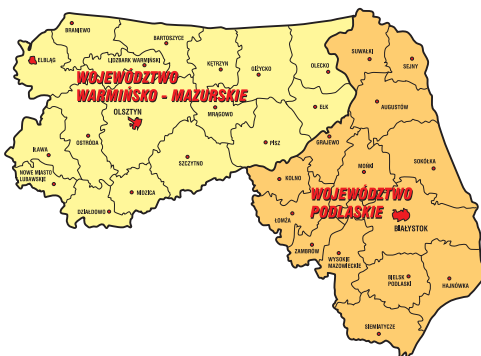 BRANIEWO
BARTOSZYCE
SUWAŁKI
SEJNY
ELBLĄG
LIDZBARK WARMIŃSKI
KĘTRZYN
GIŻYCKO
OLECKO
WOJEWÓDZTWO
WARMIŃSKO - MAZURSKIE
OLSZTYN
MRĄGOWO
EŁK
AUGUSTÓW
OSTRÓDA
PISZ
GRAJEWO
IŁAWA
SZCZYTNO
MOŃKI
SOKÓŁKA
NOWE MIASTO
LUBAWSKIE
NIDZICA
KOLNO
WOJEWÓDZTWO
PODLASKIE
DZIAŁDOWO
ŁOMŻA
BIAŁYSTOK
ZAMBRÓW
WYSOKIE
MAZOWIECKIE
BIELSK
PODLASKI
HAJNÓWKA
SIEMIATYCZE